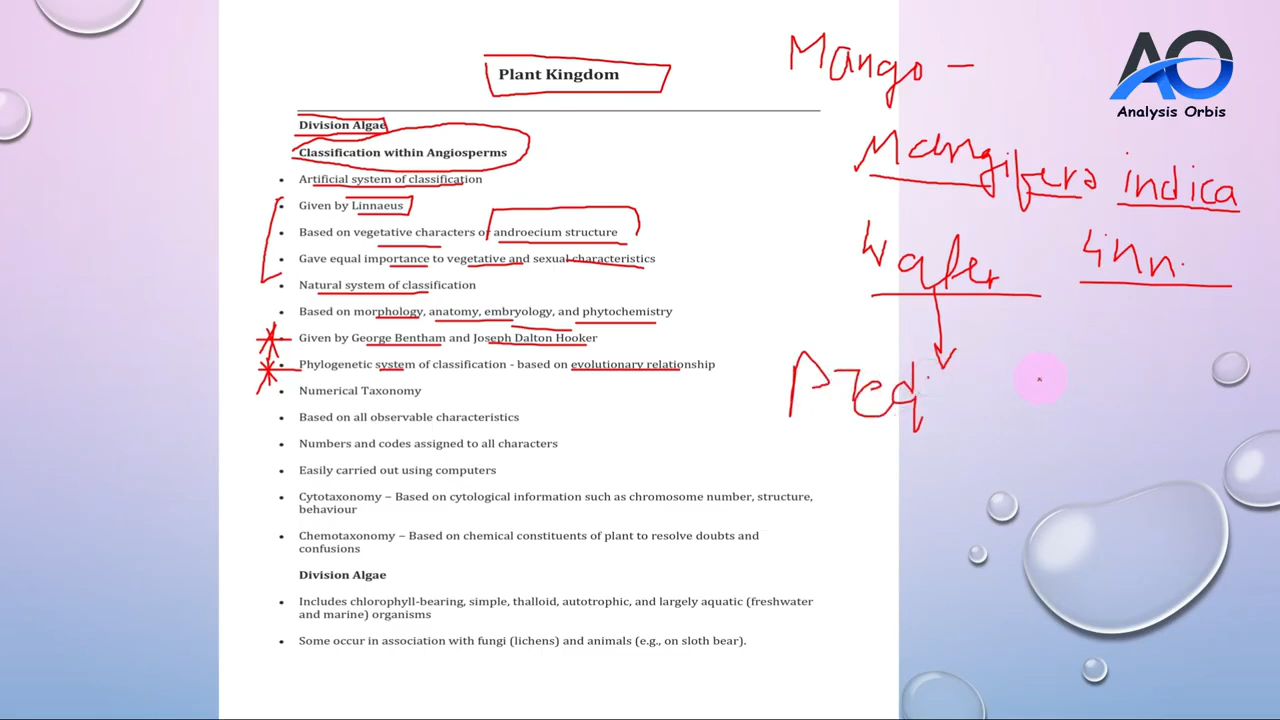 Plant Kingdom
Mango –
AO
Analysis Orbis
Division Algae
Classification within Angiosperms
Mangifera indica
• Artificial system of classification
• Given by Linnaeus
• Based on vegetative characters or androecium structure
• Gave equal importance to vegetative and sexual characteristics
Linn.
• Natural system of classification
• Based on morphology, anatomy, embryology, and phytochemistry
• Given by George Bentham and Joseph Dalton Hooker
• Phylogenetic system of classification - based on evolutionary relationship
• Numerical Taxonomy
• Based on all observable characteristics
• Numbers and codes assigned to all characters
• Easily carried out using computers
• Cytotaxonomy – Based on cytological information such as chromosome number, structure,
behaviour
• Chemotaxonomy – Based on chemical constituents of plant to resolve doubts and
confusions
Division Algae
• Includes chlorophyll-bearing, simple, thalloid, autotrophic, and largely aquatic (freshwater
and marine) organisms
• Some occur in association with fungi (lichens) and animals (e.g., on sloth bear).